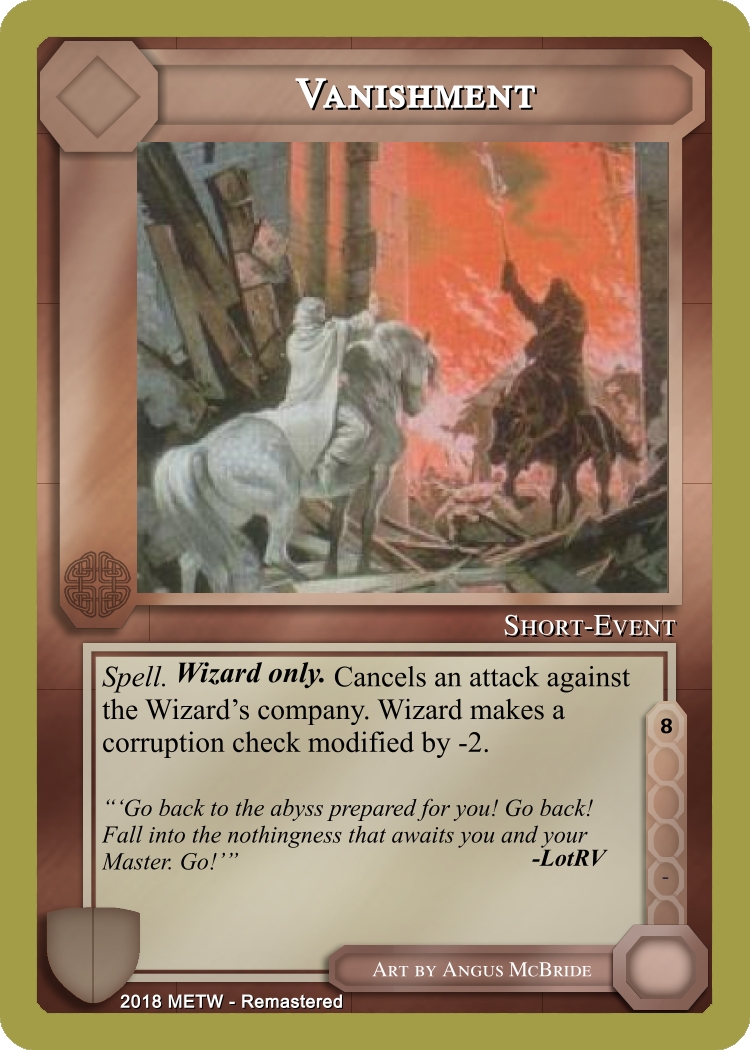 VANISHMENT
SHORT-EVENT
Spell. Wizard only. Cancels an attack against
the Wizard's company. Wizard makes a
corruption check modified by -2.
8
"'Go back to the abyss prepared for you! Go back!
Fall into the nothingness that awaits you and your
Master. Go!'"
-LotRV
-
ART BY ANGUS MCBRIDE
2018 METW - Remastered